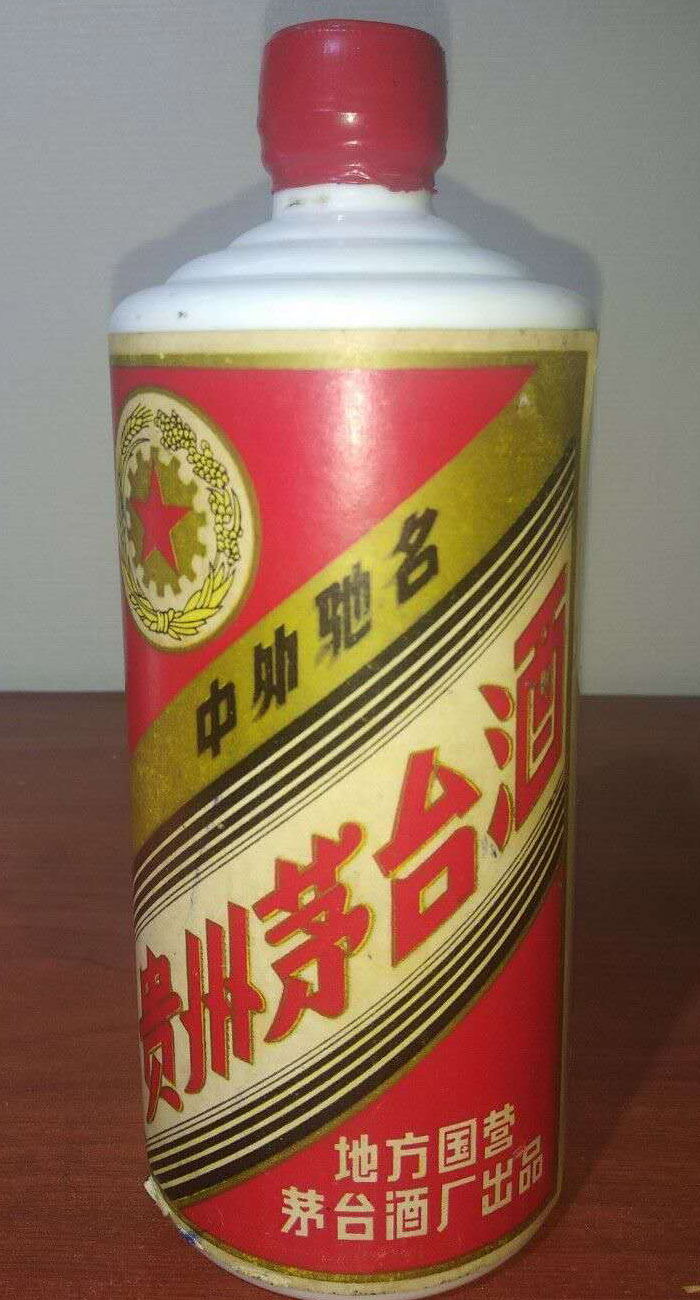 中外驰名
贵州茅台酒
地方国营
茅台酒厂出品